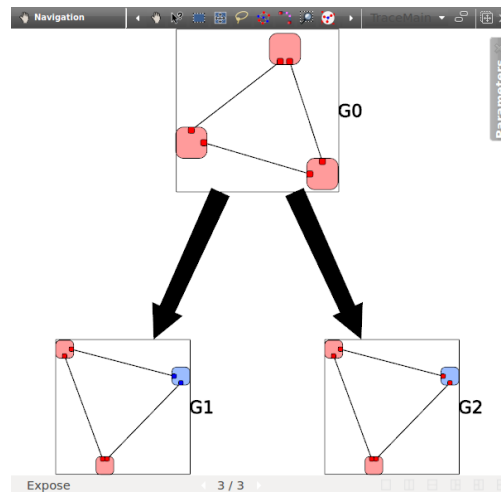 Navigation
TraceMain
Parameters
G0
G1
G2
Expose
3 / 3